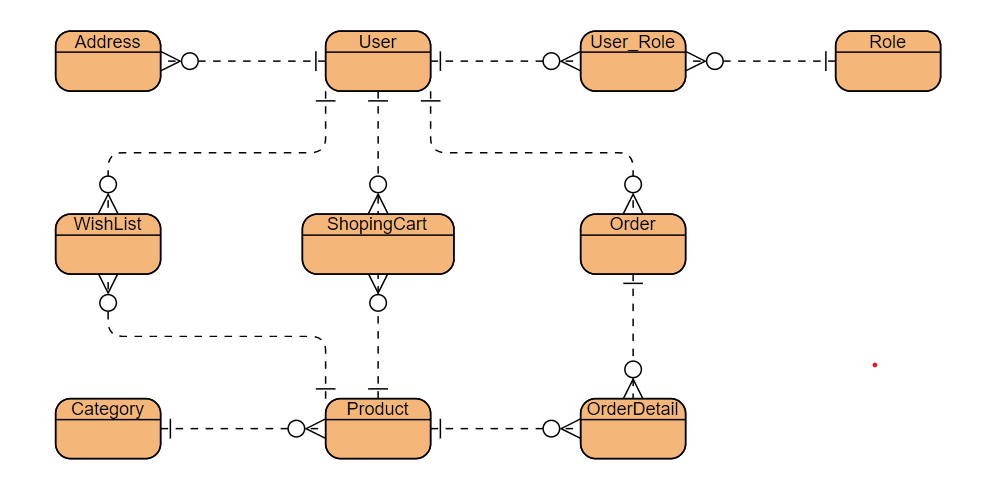 Address
User
User_Role
Role
WishList
ShopingCart
Order
Category
Product
OrderDetail